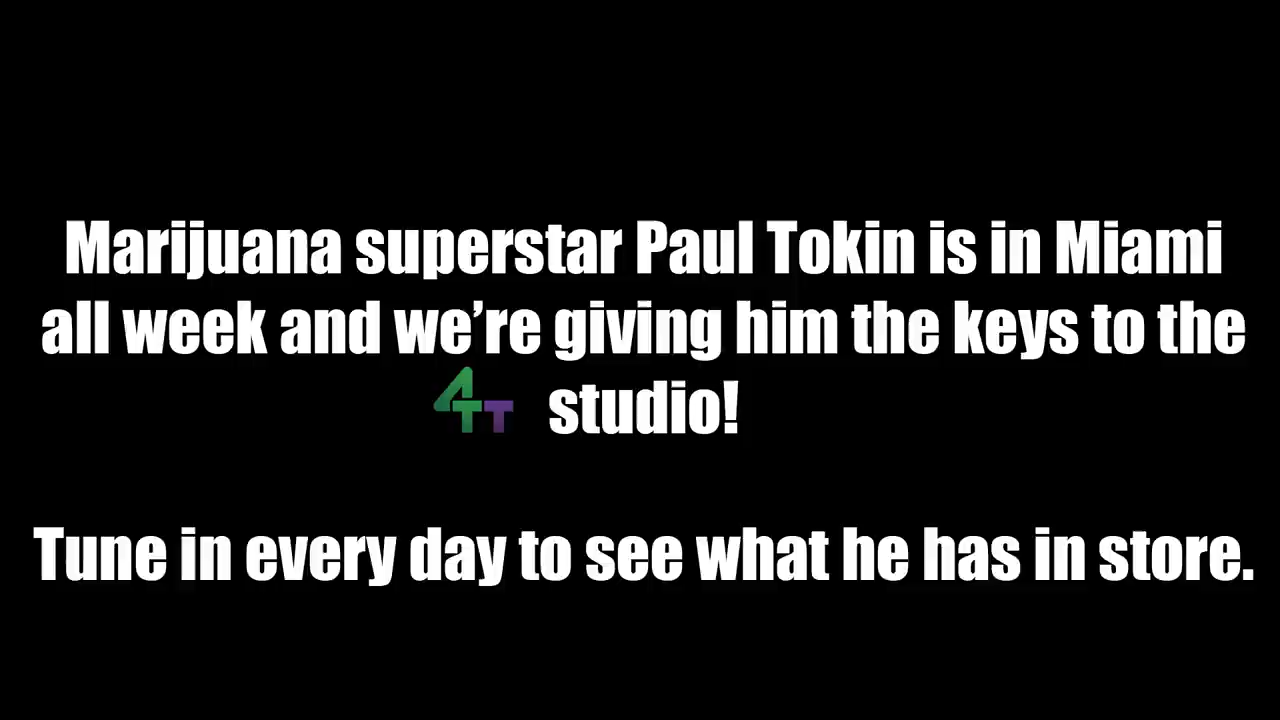 Marijuana superstar Paul Tokin is in Miami
all week and we’re giving him the keys to the
4TT studio!
Tune in every day to see what he has in store.